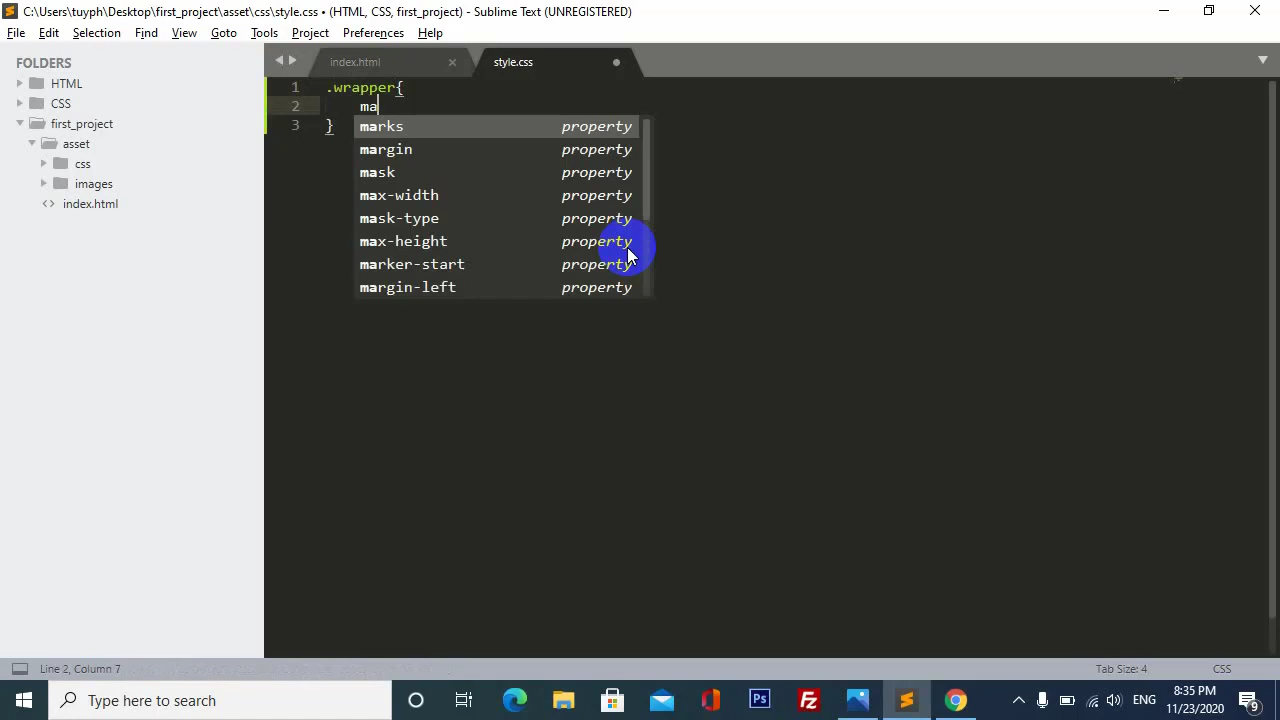 C:\Users\tuyph\Desktop\first_project\asset\css\style.css • (HTML, CSS, first_project) - Sublime Text (UNREGISTERED)
File Edit Selection Find View Goto Tools Project Preferences Help
FOLDERS
HTML
CSS
first_project
asset
css
images
index.html
index.html
style.css
1 .wrapper{
2 ma
3 }
marks property
margin property
mask property
max-width property
mask-type property
max-height property
marker-start property
margin-left property
Line 2, Column 7
Tab Size: 4
CSS
Type here to search
Ps
Fz
ENG
8:35 PM
11/23/2020
9